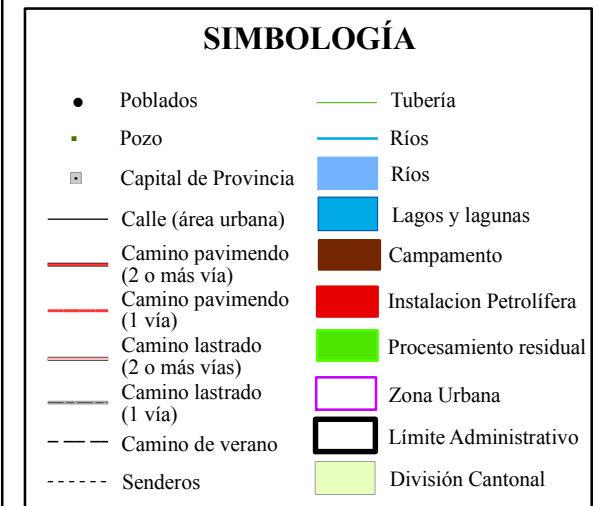 SIMBOLOGÍA
Poblados
Pozo
Capital de Provincia
Calle (área urbana)
Camino pavimendo
(2 o más vía)
Camino pavimendo
(1 vía)
Camino lastrado
(2 o más vías)
Camino lastrado
(1 vía)
Camino de verano
Senderos
Tubería
Ríos
Ríos
Lagos y lagunas
Campamento
Instalacion Petrolífera
Procesamiento residual
Zona Urbana
Límite Administrativo
División Cantonal